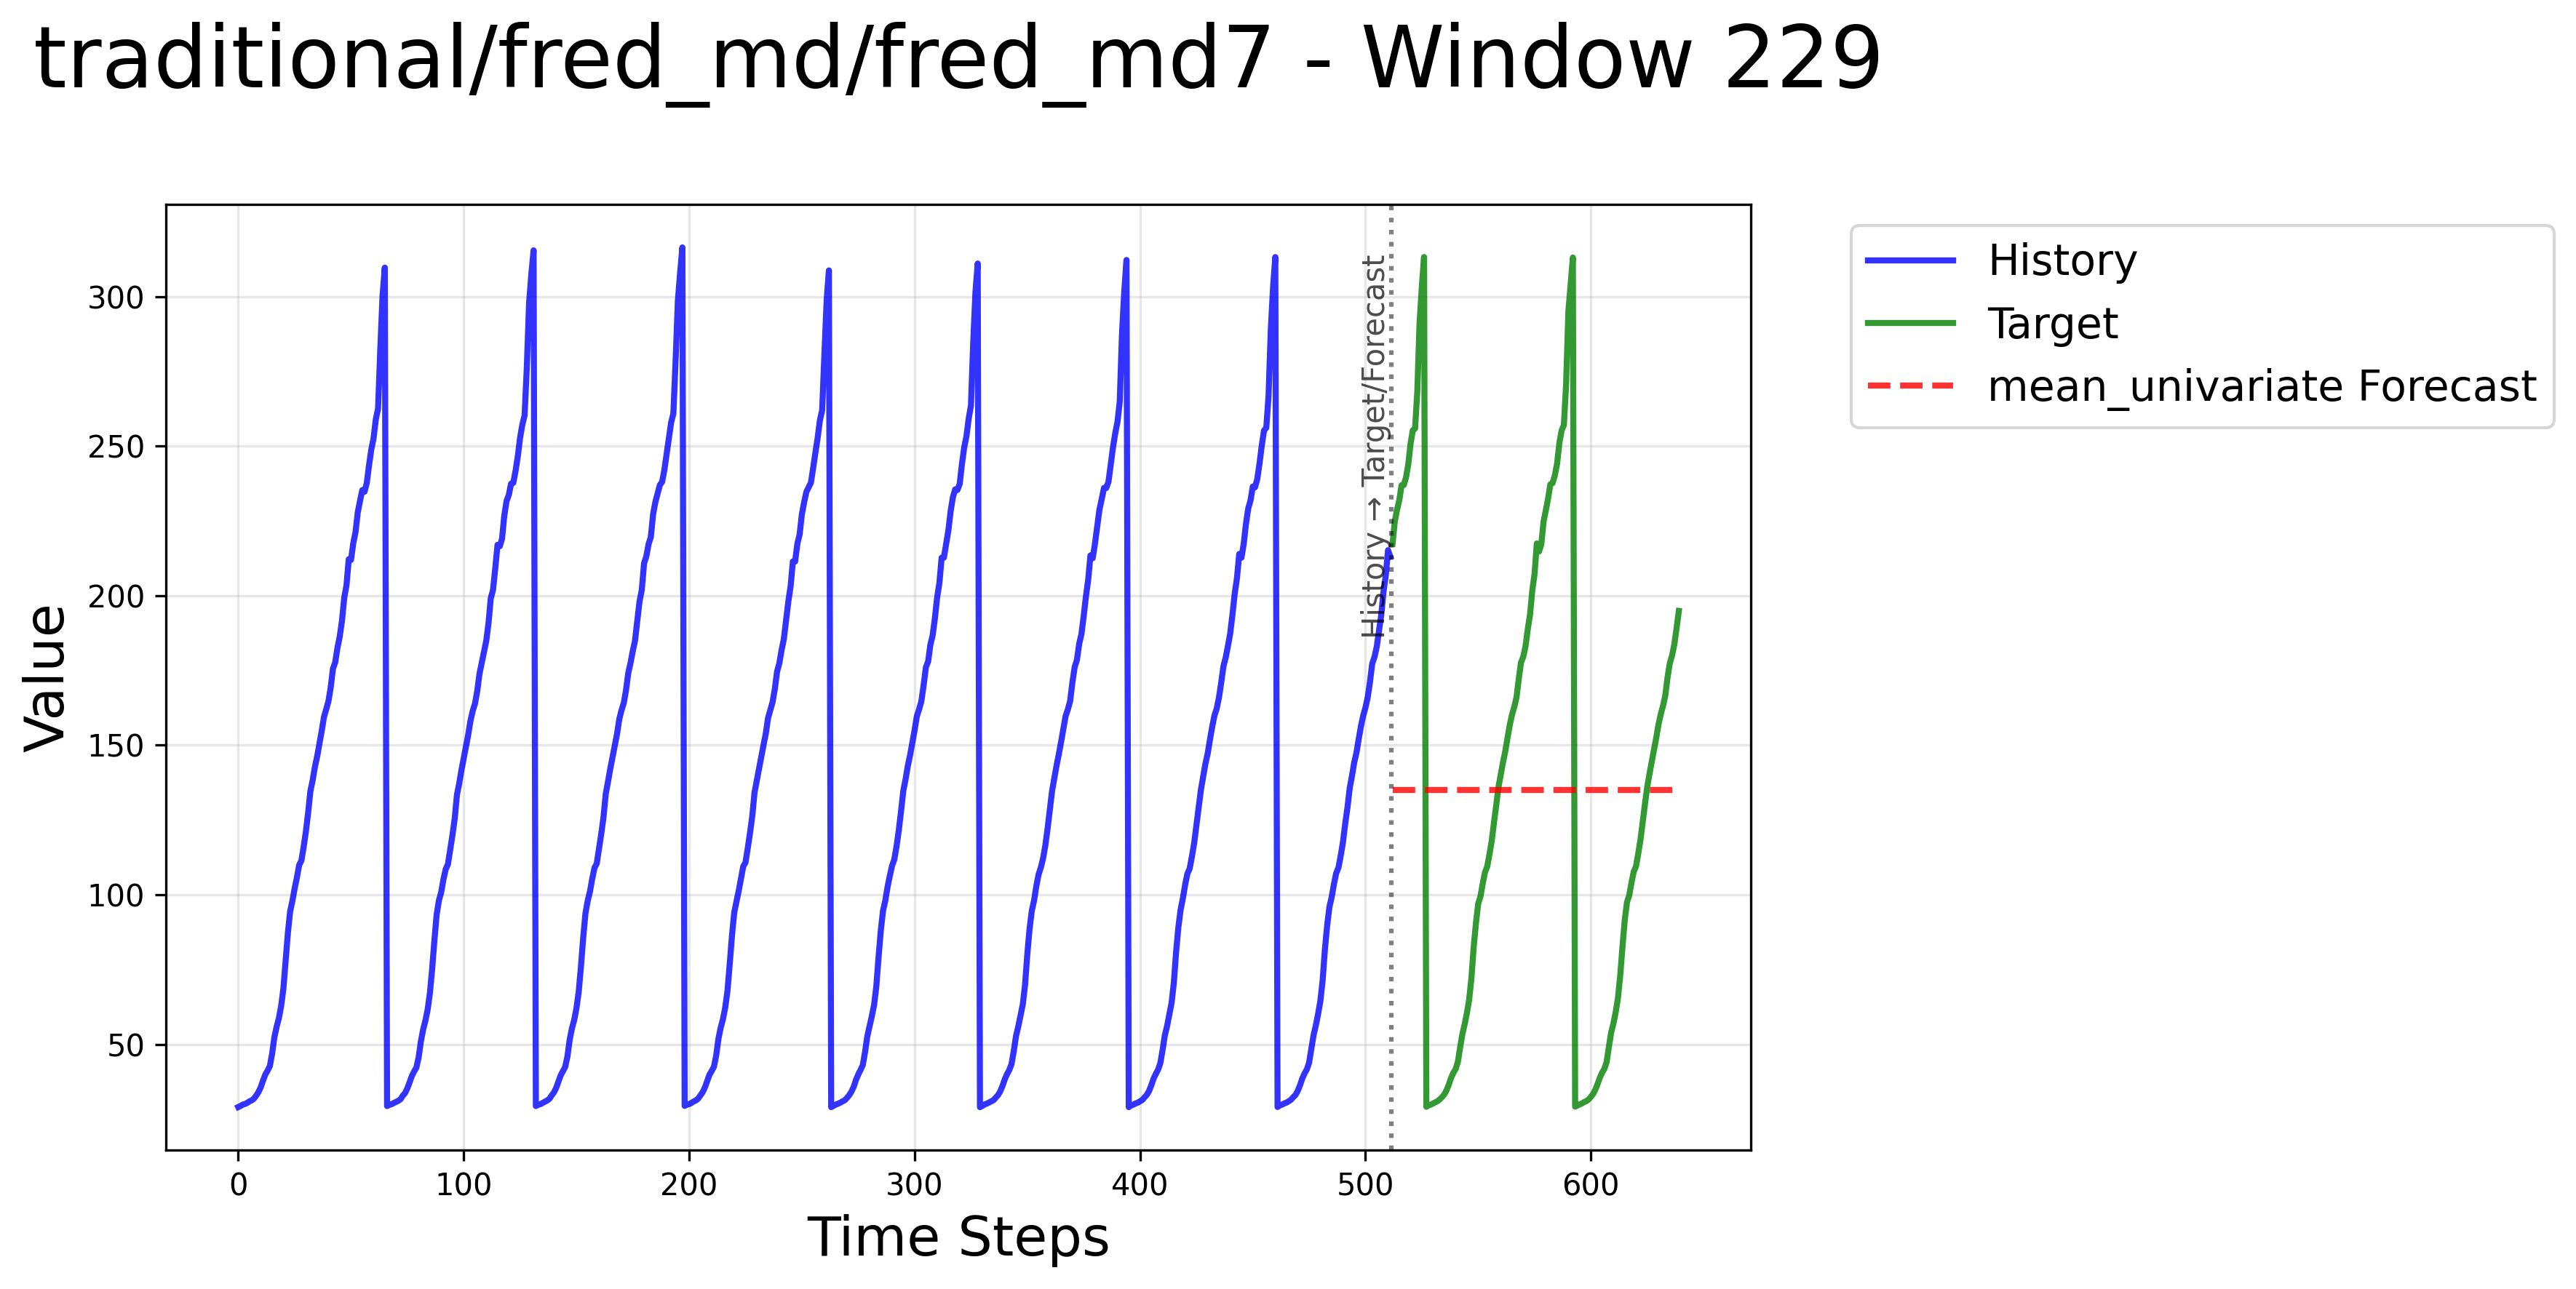 traditional/fred_md/fred_md7 - Window 229
History
Target
mean_univariate Forecast
History → Target/Forecast
Value
300
250
200
150
100
50
0
100
200
300
400
500
600
Time Steps